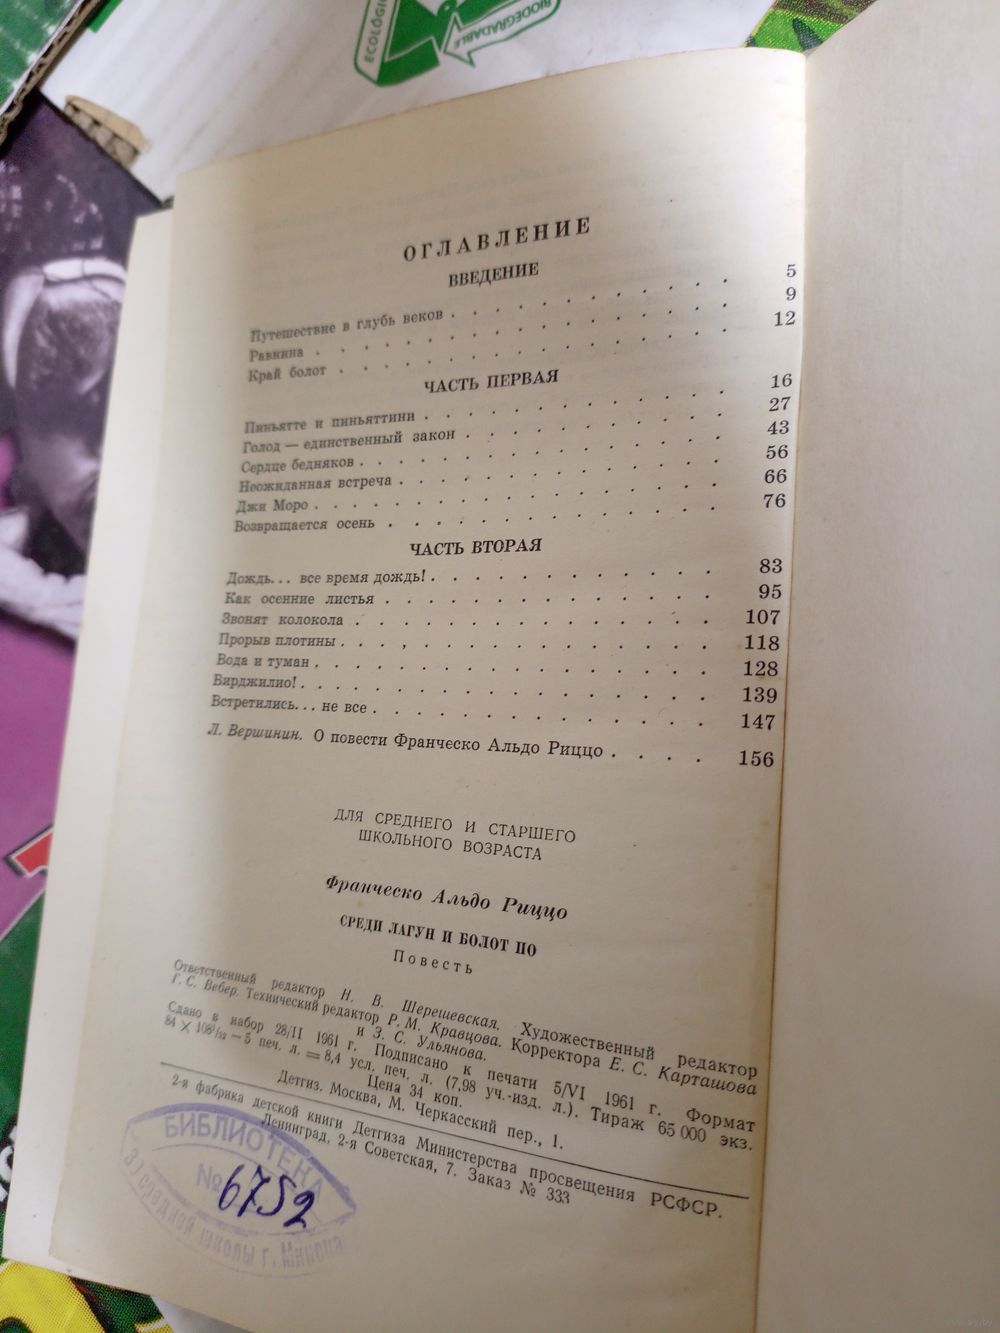 ECOLÓGI
BIODEGRADABLE
ОГЛАВЛЕНИЕ
ВВЕДЕНИЕ
Путешествие в глубь веков . . . . . . . . . . 5
Равнина . . . . . . . . . . . . . . 9
Край болот . . . . . . . . . . . . . 12
ЧАСТЬ ПЕРВАЯ
Пиньятте и пиньяттини . . . . . . . . . . 16
Голод — единственный закон . . . . . . . . 27
Сердце бедняков . . . . . . . . . . . . 43
Неожиданная встреча . . . . . . . . . . 56
Джи Моро . . . . . . . . . . . . . . 66
Возвращается осень . . . . . . . . . . . 76
ЧАСТЬ ВТОРАЯ
Дождь... все время дождь! . . . . . . . . . 83
Как осенние листья . . . . . . . . . . . 95
Звонят колокола . . . . . . . . . . . . 107
Прорыв плотины . . . . . . . . . . . . 118
Вода и туман . . . . . . . . . . . . . 128
Вирджилио! . . . . . . . . . . . . . . 139
Встретились... не все . . . . . . . . . . 147
Л. Вершинин. О повести Франческо Альдо Риццо . . . . 156
ДЛЯ СРЕДНЕГО И СТАРШЕГО
ШКОЛЬНОГО ВОЗРАСТА
Франческо Альдо Риццо
СРЕДИ ЛАГУН И БОЛОТ ПО
Повесть
Ответственный редактор Н. В. Шерешевская. Художественный редактор
Г. С. Вебер. Технический редактор Р. М. Кравцова. Корректора Е. С. Карташова
и З. С. Ульянова.
Сдано в набор 28/II 1961 г. Подписано к печати 5/VI 1961 г. Формат
84 × 108¹/₃₂ — 5 печ. л. = 8,4 усл. печ. л. (7,98 уч.-изд. л.). Тираж 65 000 экз.
Цена 34 коп.
Детгиз. Москва, М. Черкасский пер., 1.
2-я фабрика детской книги Детгиза Министерства просвещения РСФСР.
Ленинград, 2-я Советская, 7. Заказ № 333
БИБЛИОТЕКА
№ 6752
средней школы г. Минска